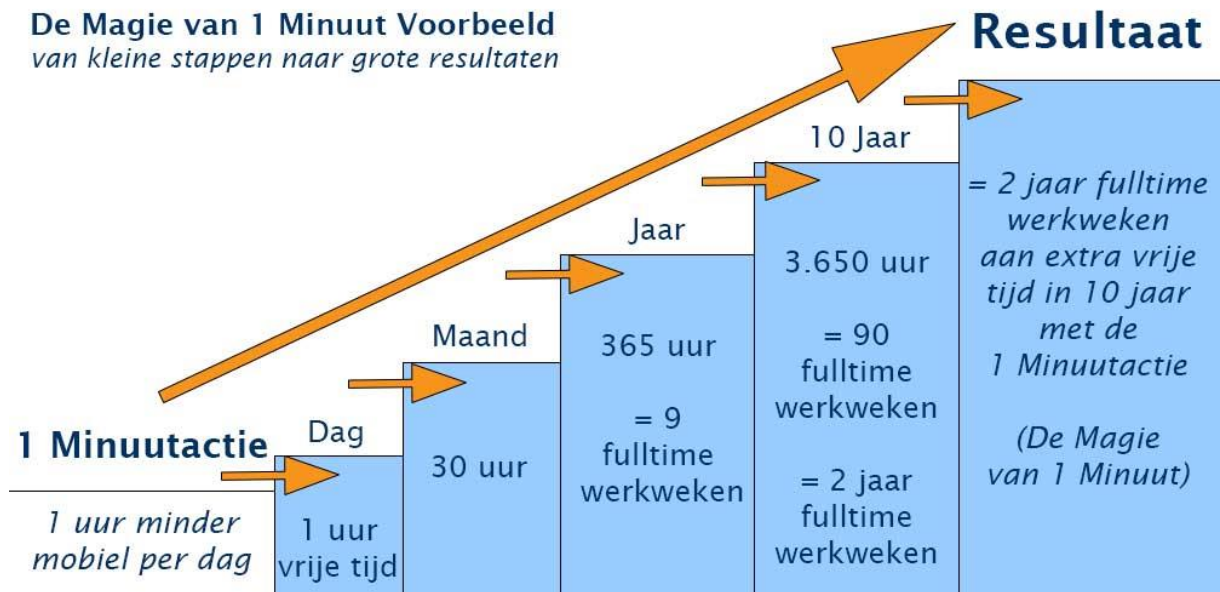 De Magie van 1 Minuut Voorbeeld
van kleine stappen naar grote resultaten
1 Minuutactie
1 uur minder
mobiel per dag
Dag
1 uur
vrije tijd
Maand
30 uur
Jaar
365 uur
= 9
fulltime
werkweken
10 Jaar
3.650 uur
= 90
fulltime
werkweken
= 2 jaar
fulltime
werkweken
Resultaat
= 2 jaar fulltime
werkweken
aan extra vrije
tijd in 10 jaar
met de
1 Minuutactie
(De Magie
van 1 Minuut)